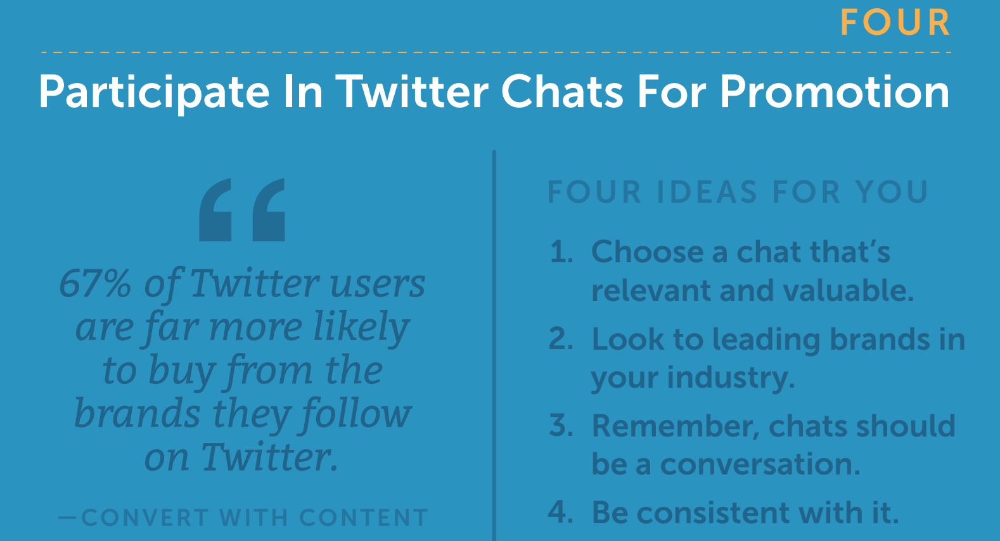 FOUR
Participate In Twitter Chats For Promotion
“
67% of Twitter users
are far more likely
to buy from the
brands they follow
on Twitter.
—CONVERT WITH CONTENT
FOUR IDEAS FOR YOU
1. Choose a chat that’s
relevant and valuable.
2. Look to leading brands in
your industry.
3. Remember, chats should
be a conversation.
4. Be consistent with it.